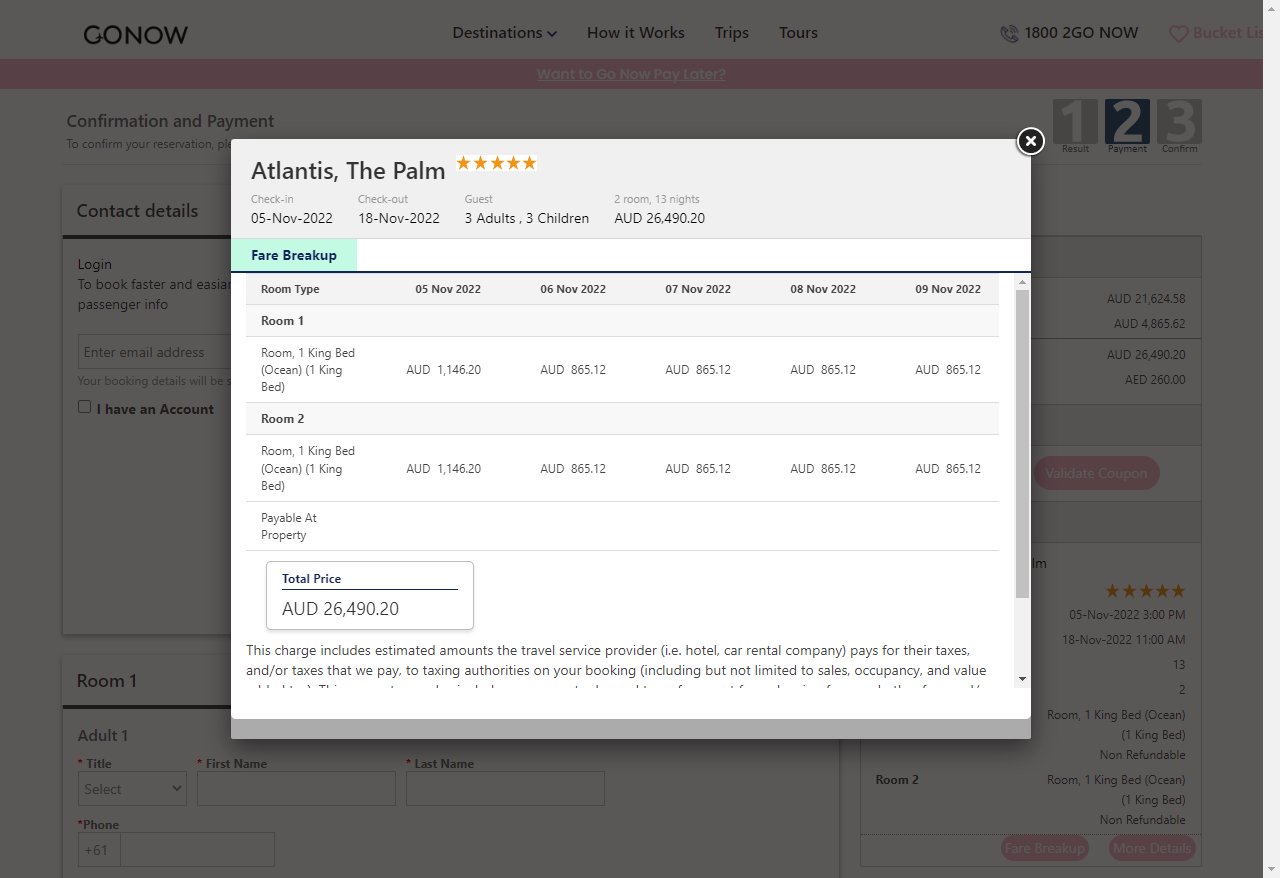 GONOW
Destinations
How it Works
Trips
Tours
1800 2GO NOW
Bucket Lis
Want to Go Now Pay Later?
Confirmation and Payment
To confirm your reservation, ple
1 2 3
Result Payment Confirm
Contact details
Login
To book faster and easian
passenger info
Enter email address
Your booking details will be s
I have an Account
Atlantis, The Palm
Check-in Check-out Guest 2 room, 13 nights
05-Nov-2022 18-Nov-2022 3 Adults , 3 Children AUD 26,490.20
Fare Breakup
Room Type 05 Nov 2022 06 Nov 2022 07 Nov 2022 08 Nov 2022 09 Nov 2022
Room 1
Room, 1 King Bed
(Ocean) (1 King
Bed)
AUD 1,146.20 AUD 865.12 AUD 865.12 AUD 865.12 AUD 865.12
Room 2
Room, 1 King Bed
(Ocean) (1 King
Bed)
AUD 1,146.20 AUD 865.12 AUD 865.12 AUD 865.12 AUD 865.12
Payable At
Property
Total Price
AUD 26,490.20
This charge includes estimated amounts the travel service provider (i.e. hotel, car rental company) pays for their taxes,
and/or taxes that we pay, to taxing authorities on your booking (including but not limited to sales, occupancy, and value
AUD 21,624.58
AUD 4,865.62
AUD 26,490.20
AED 260.00
Validate Coupon
lm
05-Nov-2022 3:00 PM
18-Nov-2022 11:00 AM
13
2
Room, 1 King Bed (Ocean)
(1 King Bed)
Non Refundable
Room 2 Room, 1 King Bed (Ocean)
(1 King Bed)
Non Refundable
Fare Breakup More Details
Room 1
Adult 1
* Title * First Name * Last Name
Select
*Phone
+61